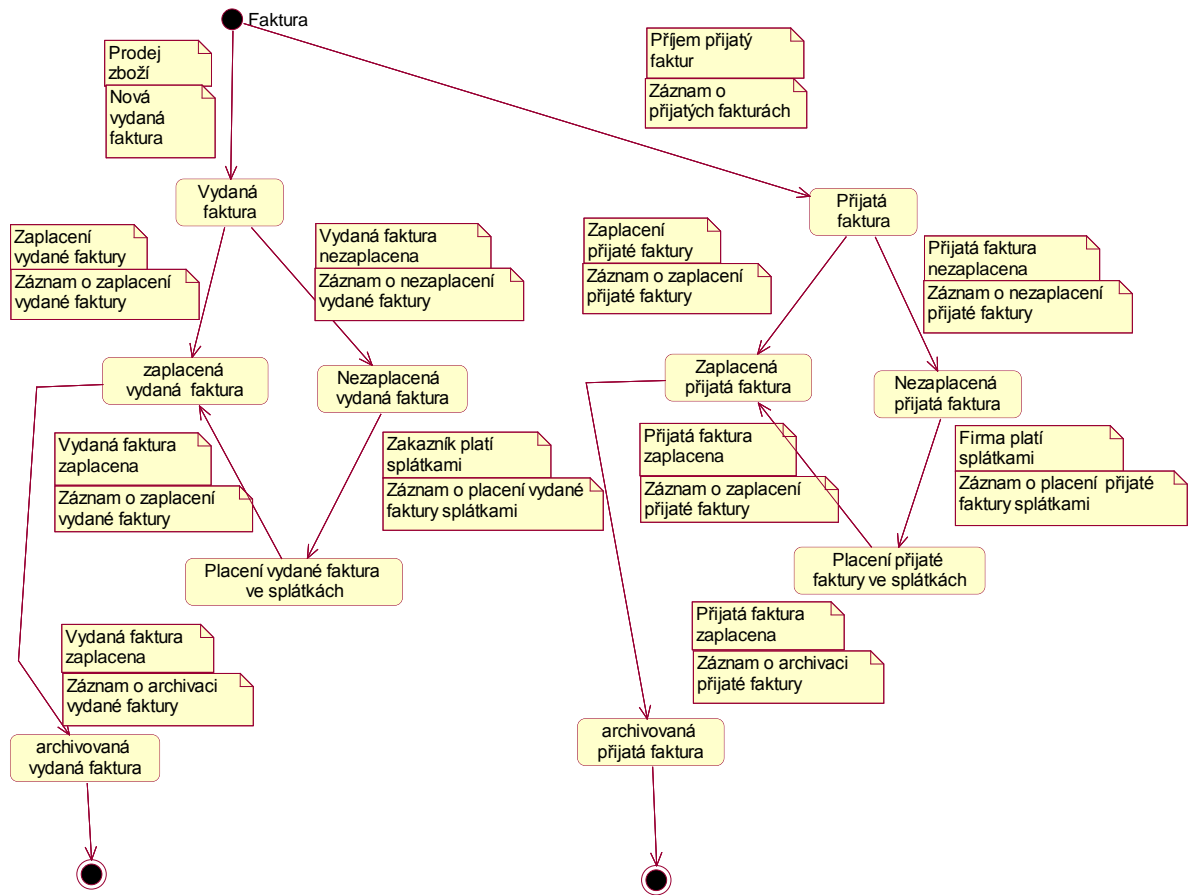 Faktura
Prodej
zboží
Nová
vydaná
faktura
Příjem přijatý
faktur
Záznam o
přijatých fakturách
Vydaná
faktura
Přijatá
faktura
Zaplacení
vydané faktury
Záznam o zaplacení
vydané faktury
Vydaná faktura
nezaplacena
Záznam o nezaplacení
vydané faktury
Zaplacení
přijaté faktury
Záznam o zaplacení
přijaté faktury
Přijatá faktura
nezaplacena
Záznam o nezaplacení
přijaté faktury
zaplacená
vydaná faktura
Nezaplacená
vydaná faktura
Zaplacená
přijatá faktura
Nezaplacená
přijatá faktura
Vydaná faktura
zaplacena
Záznam o zaplacení
vydané faktury
Zakazník platí
splátkami
Záznam o placení vydané
faktury splátkami
Přijatá faktura
zaplacena
Záznam o zaplacení
přijaté faktury
Firma platí
splátkami
Záznam o placení přijaté
faktury splátkami
Placení vydané faktura
ve splátkách
Placení přijaté
faktury ve splátkách
Vydaná faktura
zaplacena
Záznam o archivaci
vydané faktury
Přijatá faktura
zaplacena
Záznam o archivaci
přijaté faktury
archivovaná
vydaná faktura
archivovaná
přijatá faktura